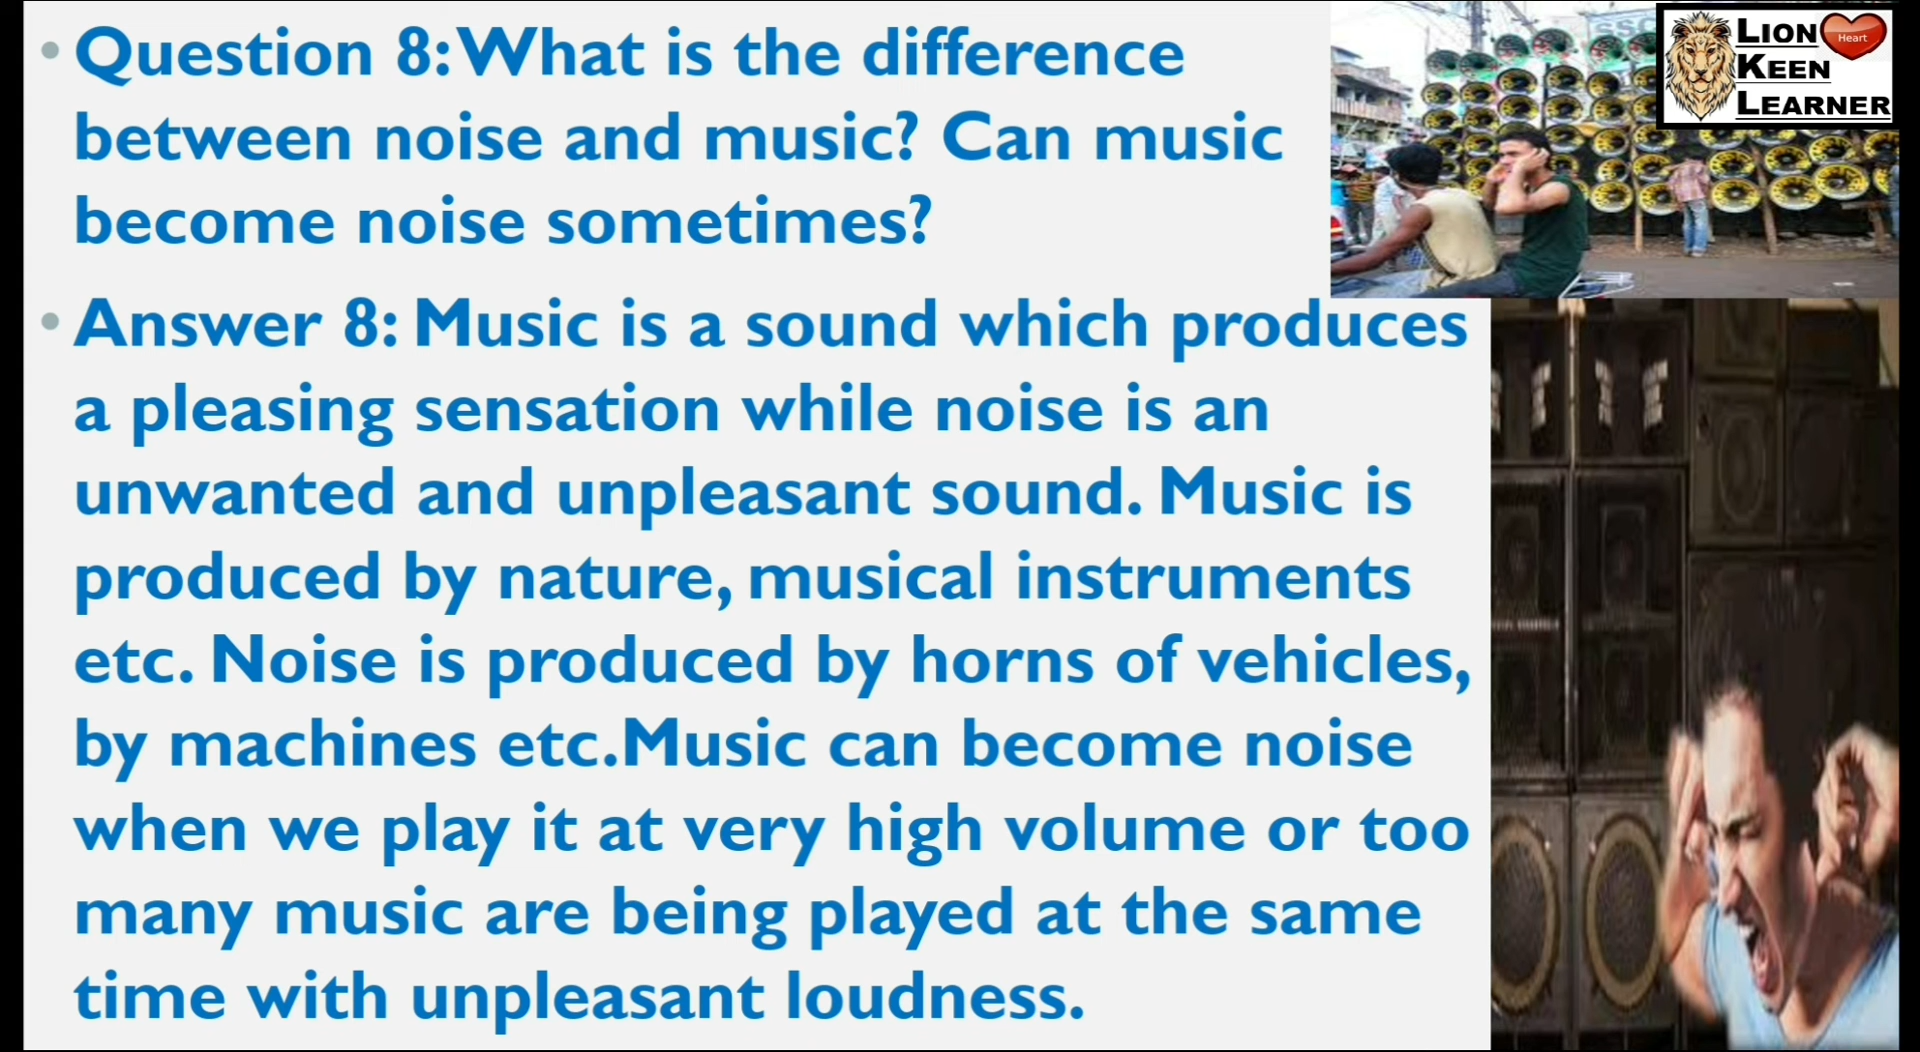 Question 8: What is the difference
between noise and music? Can music
become noise sometimes?
Answer 8: Music is a sound which produces
a pleasing sensation while noise is an
unwanted and unpleasant sound. Music is
produced by nature, musical instruments
etc. Noise is produced by horns of vehicles,
by machines etc.Music can become noise
when we play it at very high volume or too
many music are being played at the same
time with unpleasant loudness.
LION
Heart
KEEN
LEARNER